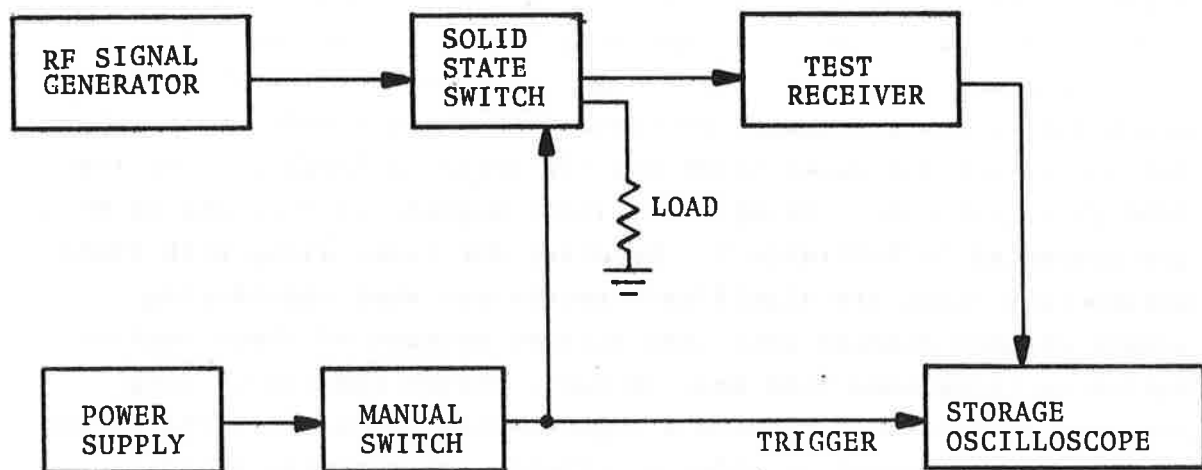 RF SIGNAL
GENERATOR
SOLID
STATE
SWITCH
TEST
RECEIVER
LOAD
POWER
SUPPLY
MANUAL
SWITCH
TRIGGER
STORAGE
OSCILLOSCOPE